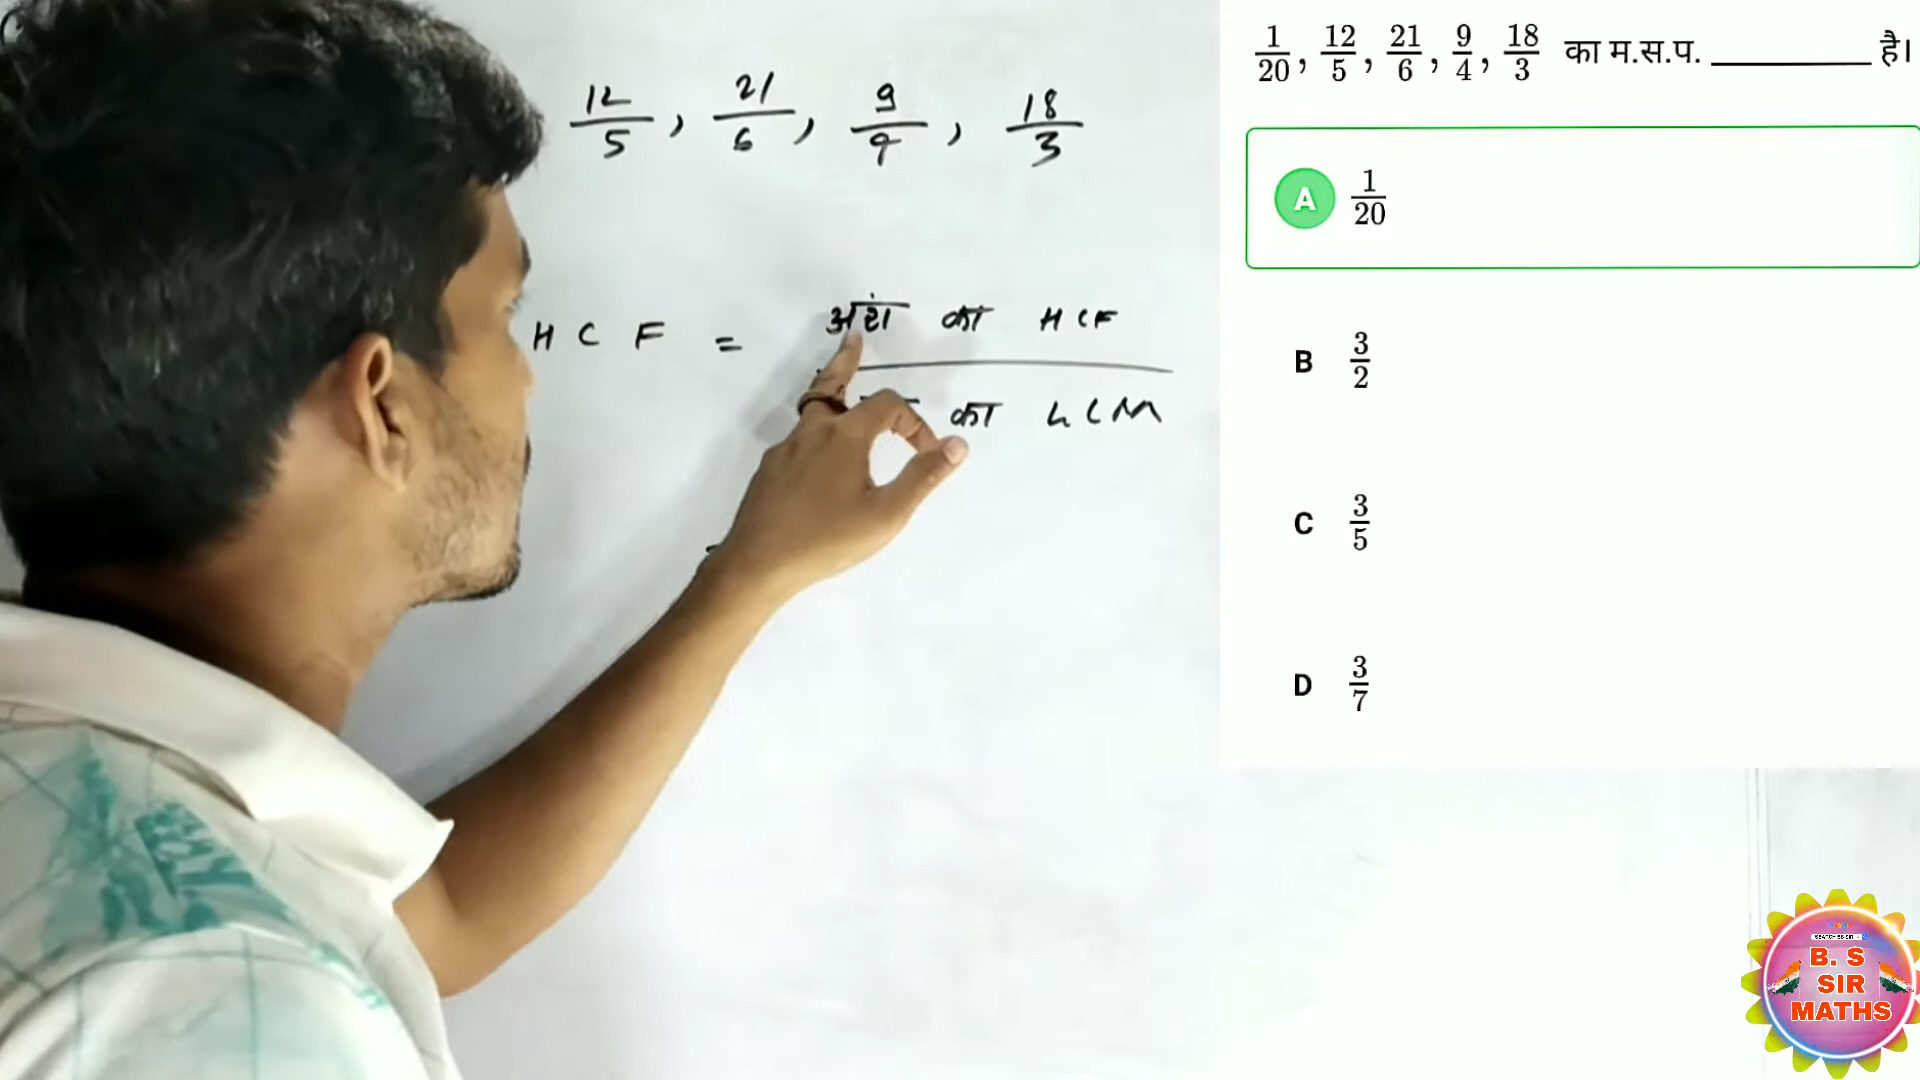 12/5, 21/6, 9/4, 18/3
HCF = अंश का HCF
का LCM
1/20, 12/5, 21/6, 9/4, 18/3 का म.स.प. ________ है।
A 1/20
B 3/2
C 3/5
D 3/7
B. S
SIR
MATHS